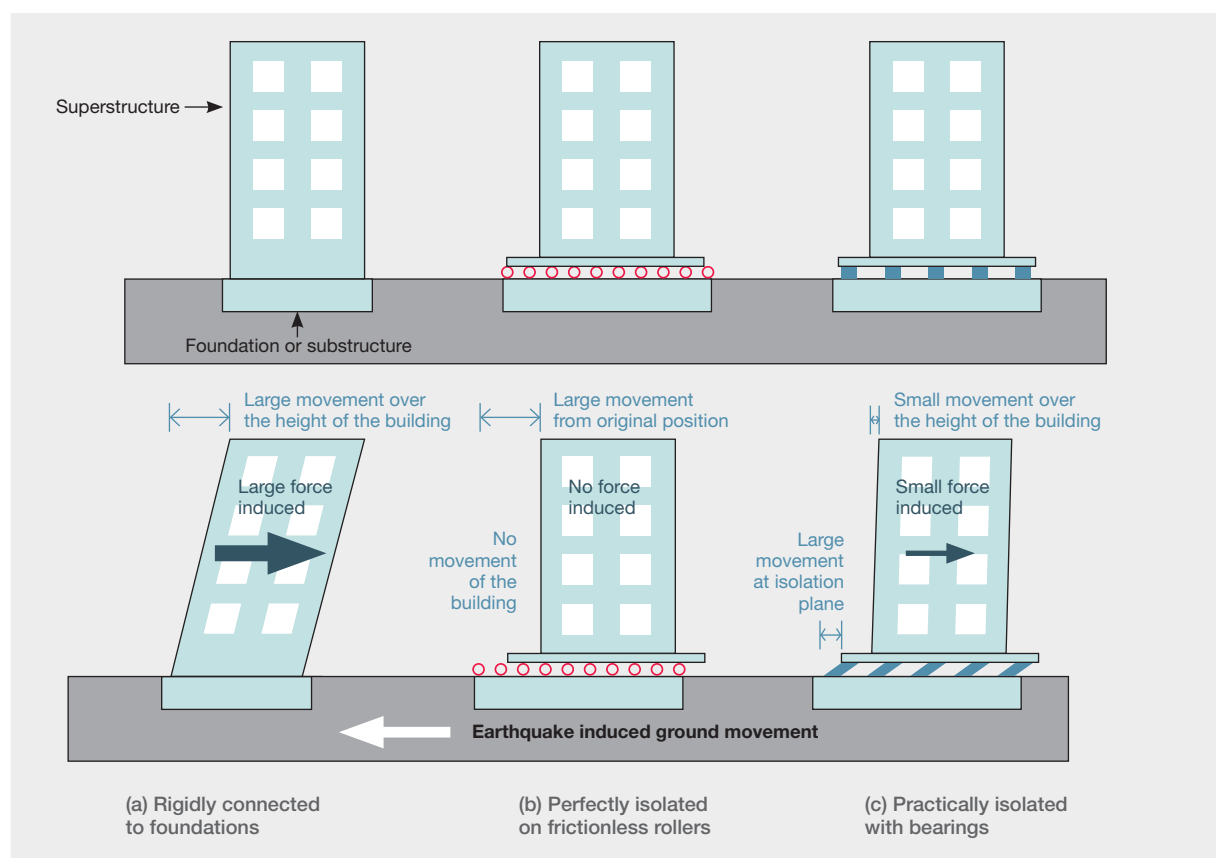 Superstructure
Foundation or substructure
Large movement over
the height of the building
Large movement
from original position
Small movement over
the height of the building
Large force
induced
No force
induced
Small force
induced
No
movement
of the
building
Large
movement
at isolation
plane
Earthquake induced ground movement
(a) Rigidly connected
to foundations
(b) Perfectly isolated
on frictionless rollers
(c) Practically isolated
with bearings